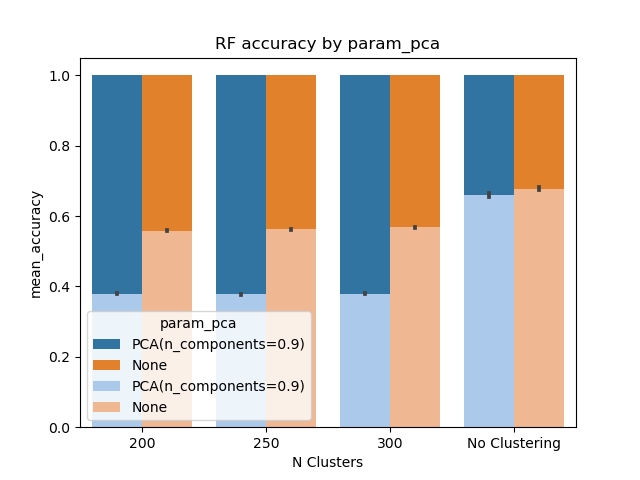 RF accuracy by param_pca
mean_accuracy
1.0
0.8
0.6
0.4
0.2
0.0
param_pca
PCA(n_components=0.9)
None
PCA(n_components=0.9)
None
200
250
300
No Clustering
N Clusters